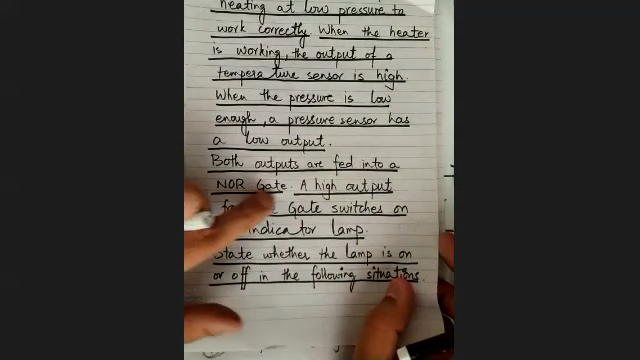 heating at low pressure to
work correctly When the heater
is working, the output of a
temperature sensor is high.
When the pressure is low
enough, a pressure sensor has
a low output.
Both outputs are fed into a
NOR Gate. A high output
Gate switches on
indicator lamp.
State whether the lamp is on
or off in the following situations.